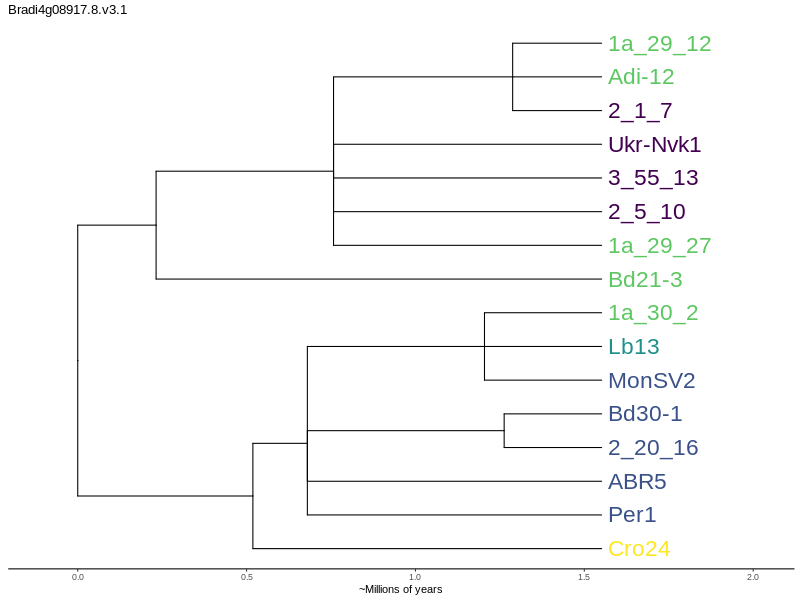 Bradi4g08917.8.v3.1
1a_29_12
Adi-12
2_1_7
Ukr-Nvk1
3_55_13
2_5_10
1a_29_27
Bd21-3
1a_30_2
Lb13
MonSV2
Bd30-1
2_20_16
ABR5
Per1
Cro24
0.0 0.5 1.0 1.5 2.0
~Millions of years